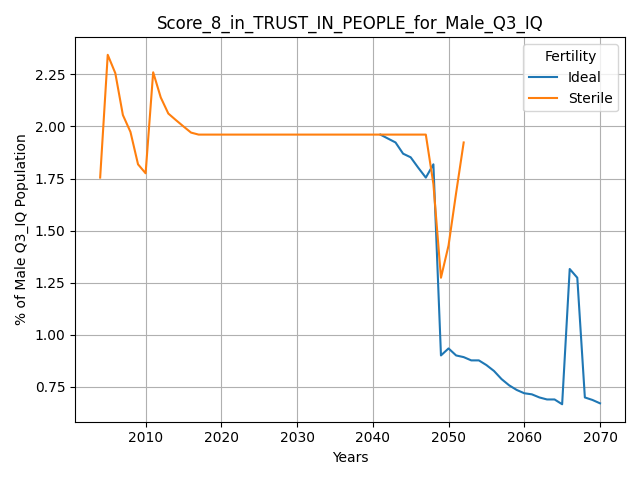 Score_8_in_TRUST_IN_PEOPLE_for_Male_Q3_IQ
Fertility
Ideal
Sterile
% of Male Q3_IQ Population
2.25
2.00
1.75
1.50
1.25
1.00
0.75
2010 2020 2030 2040 2050 2060 2070
Years